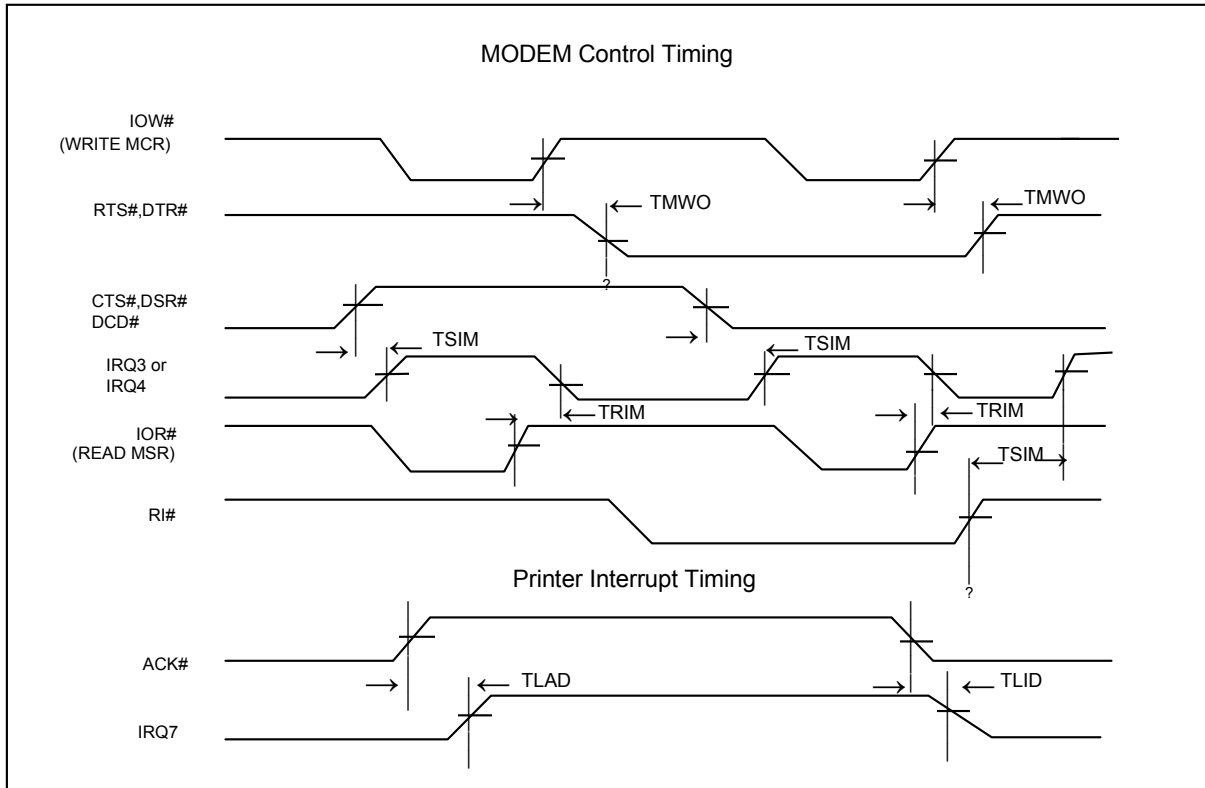 MODEM Control Timing
IOW#
(WRITE MCR)
RTS#,DTR#
TMWO
TMWO
?
CTS#,DSR#
DCD#
TSIM
TSIM
IRQ3 or
IRQ4
TRIM
TRIM
IOR#
(READ MSR)
TSIM
RI#
?
Printer Interrupt Timing
ACK#
TLAD
TLID
IRQ7